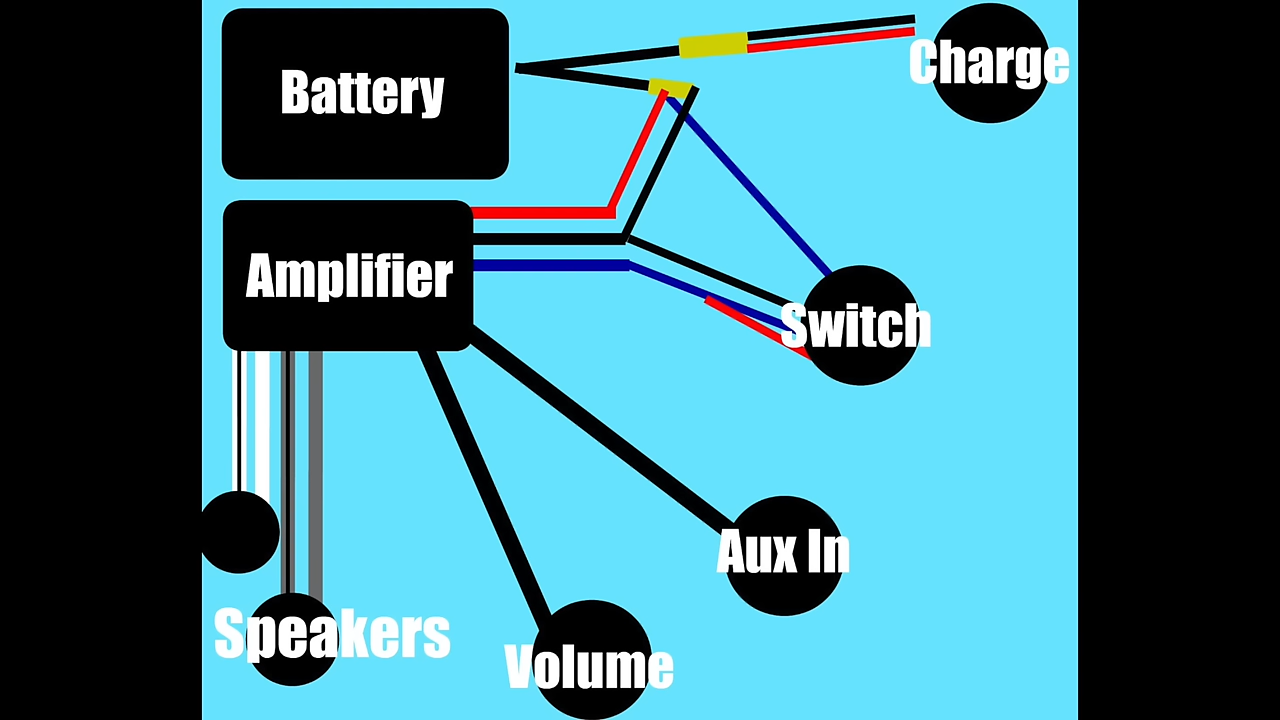 Charge
Battery
Amplifier
Switch
Aux In
Speakers
Volume